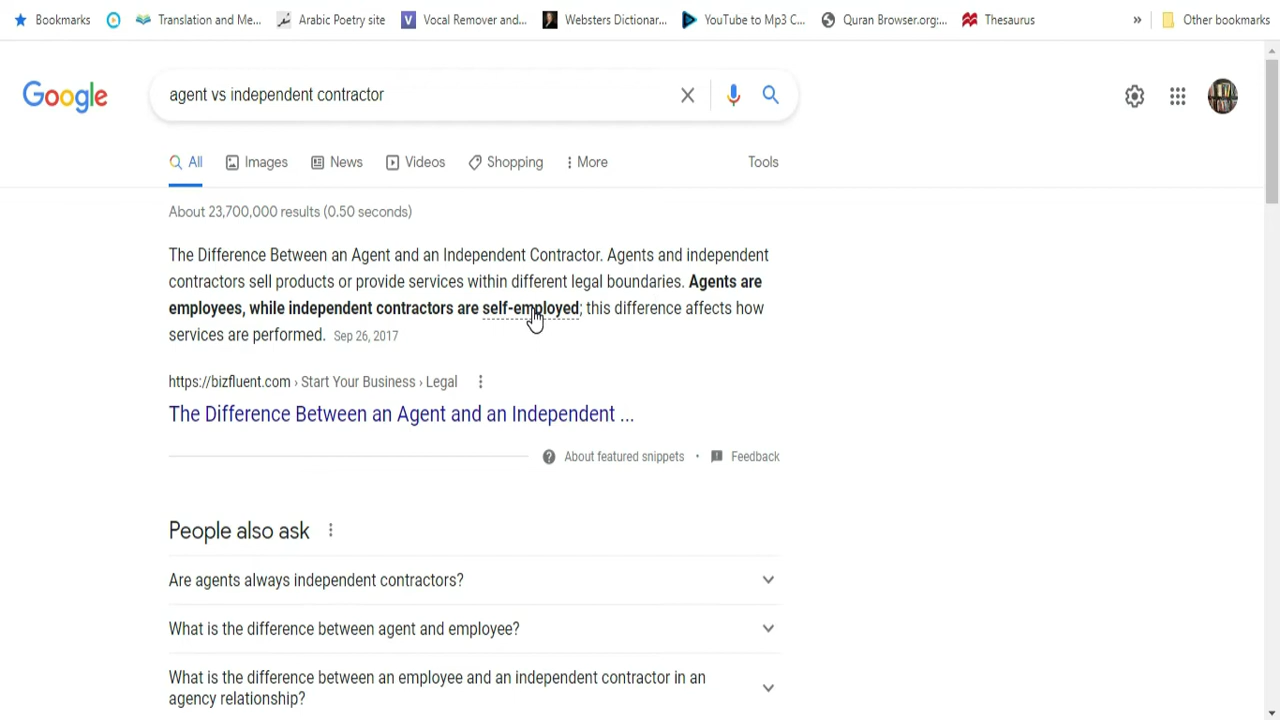 Bookmarks Translation and Me... Arabic Poetry site Vocal Remover and... Websters Dictionar... YouTube to Mp3 C... Quran Browser.org:... Thesaurus » Other bookmarks
Google agent vs independent contractor
All Images News Videos Shopping More Tools
About 23,700,000 results (0.50 seconds)
The Difference Between an Agent and an Independent Contractor. Agents and independent
contractors sell products or provide services within different legal boundaries. Agents are
employees, while independent contractors are self-employed; this difference affects how
services are performed. Sep 26, 2017
https://bizfluent.com › Start Your Business › Legal
The Difference Between an Agent and an Independent ...
About featured snippets • Feedback
People also ask
Are agents always independent contractors?
What is the difference between agent and employee?
What is the difference between an employee and an independent contractor in an
agency relationship?